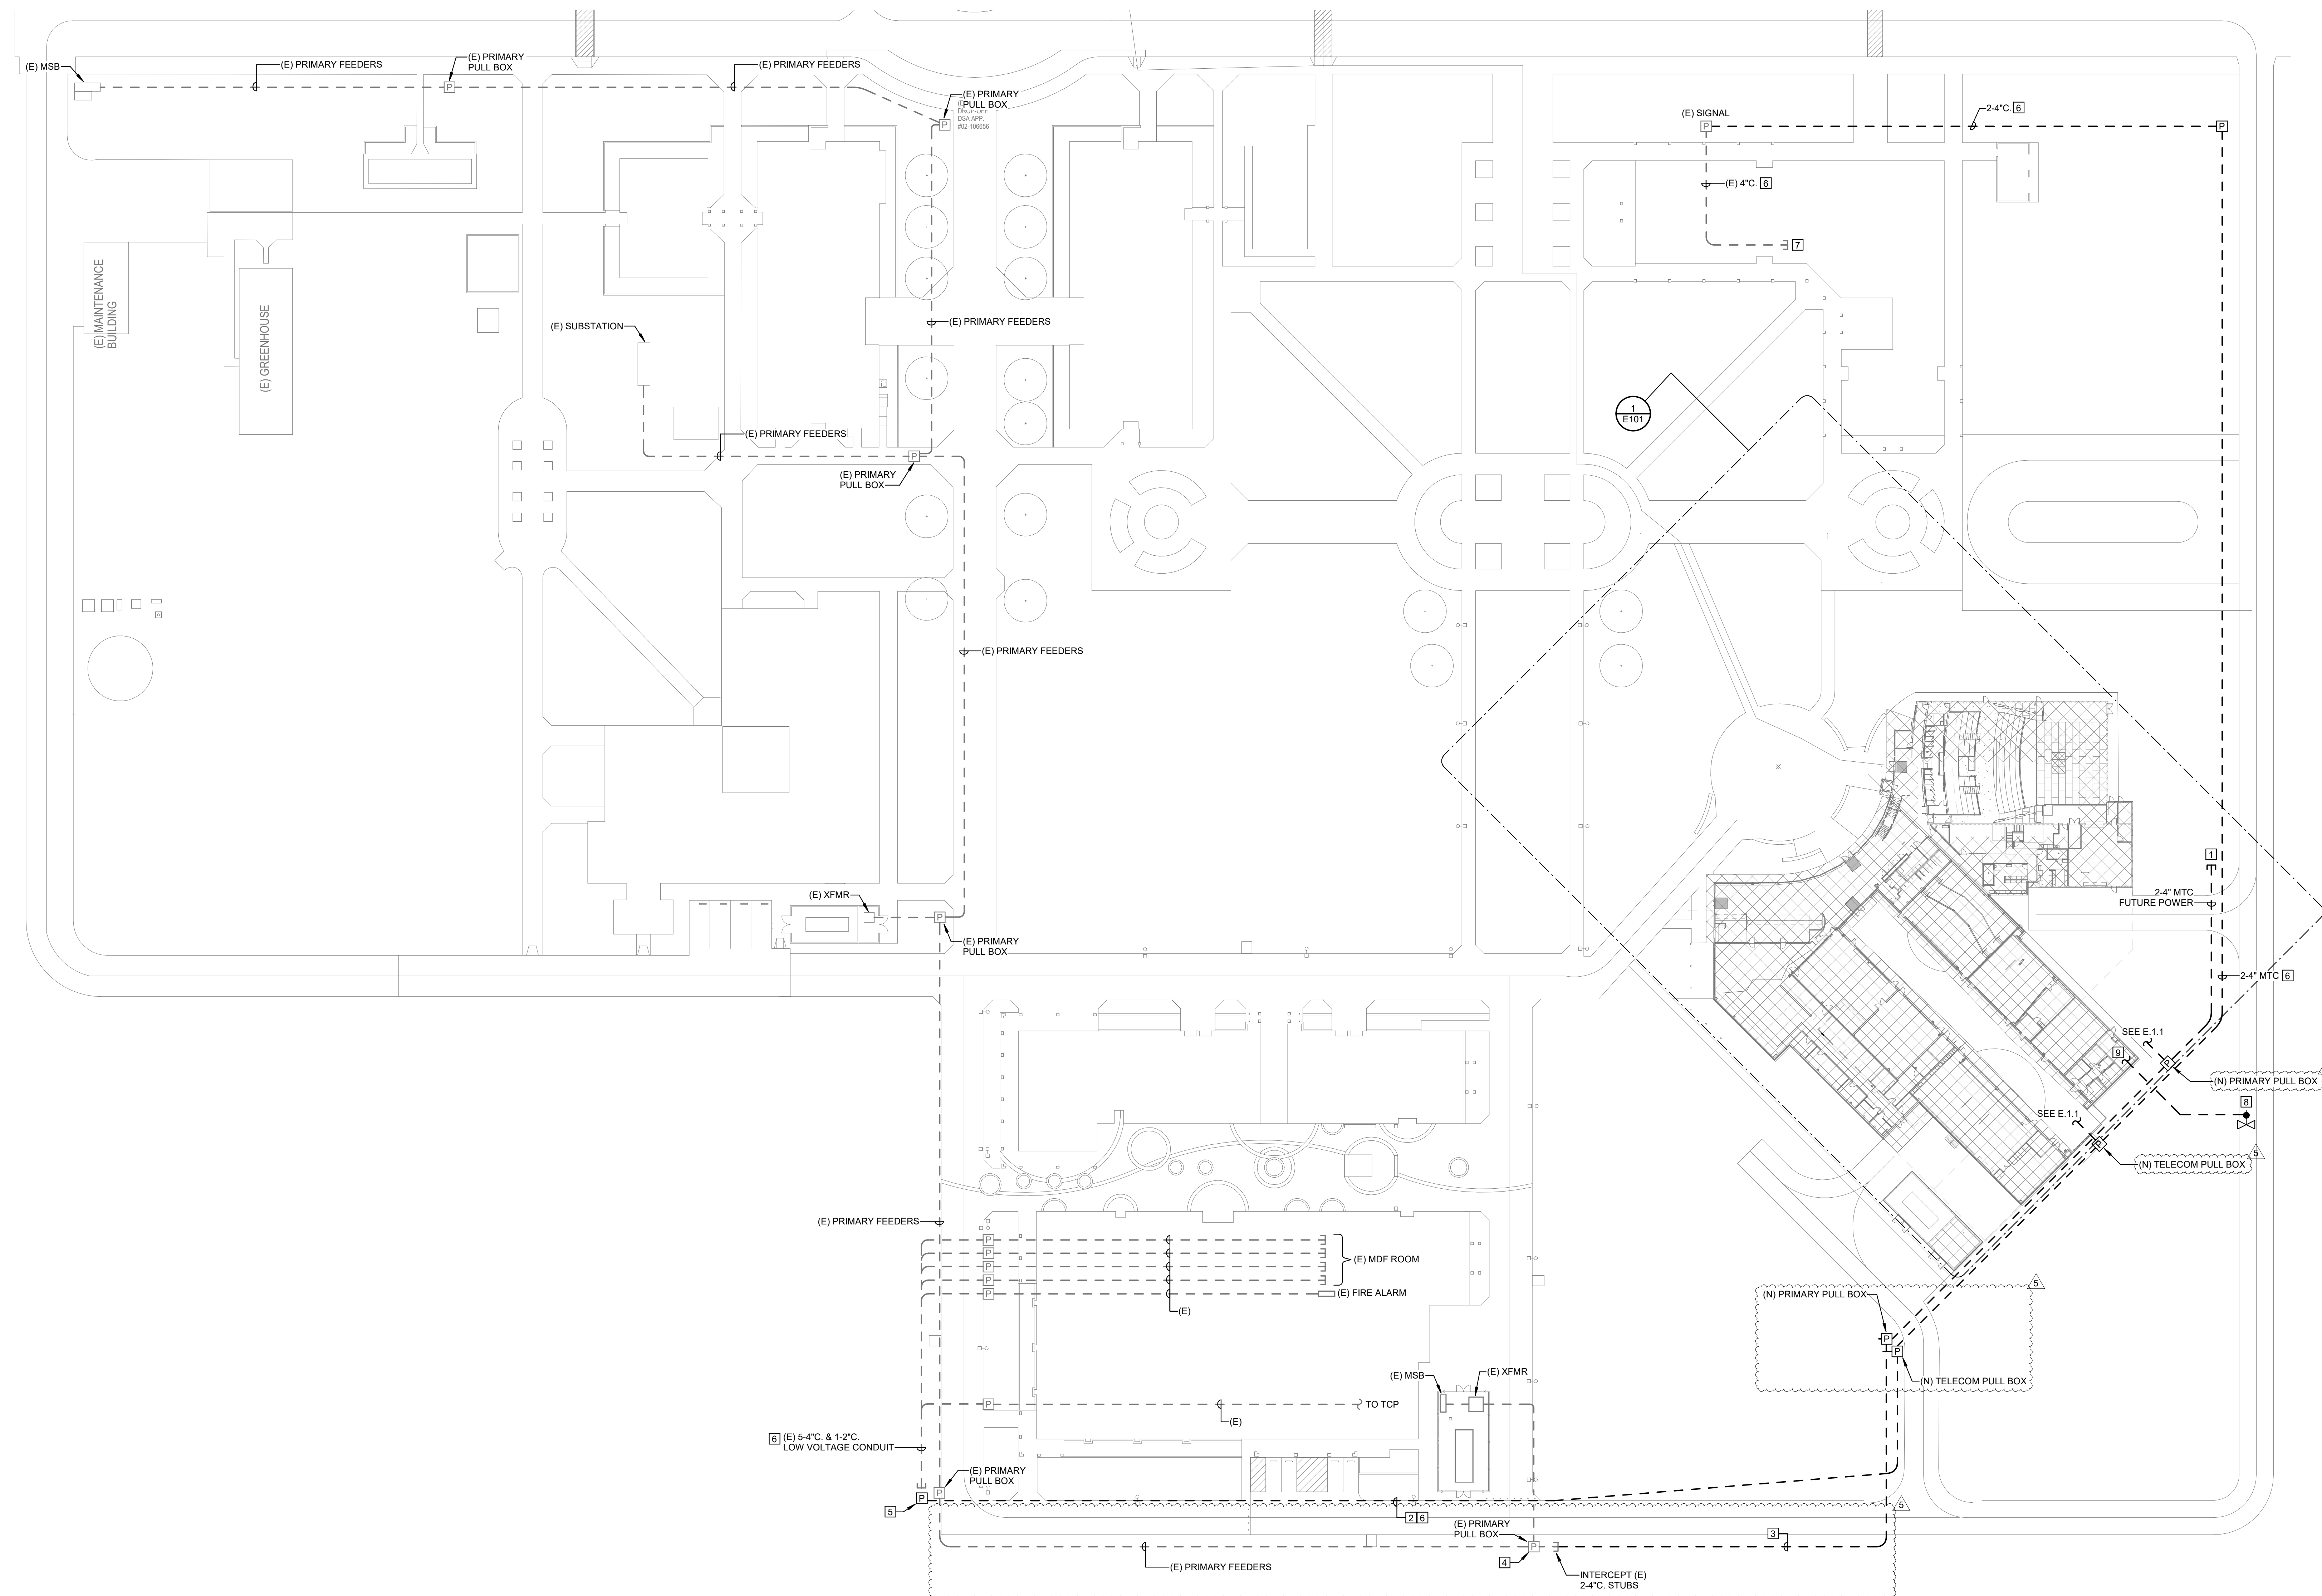 (E) MSB
(E) PRIMARY FEEDERS
(E) PRIMARY
PULL BOX
P
(E) PRIMARY FEEDERS
(E) PRIMARY
PULL BOX
DROP-OFF
DSA APP.
#02-106656
P
(E) SIGNAL
P
2-4"C. 6
P
(E) 4"C. 6
7
(E) MAINTENANCE
BUILDING
(E) GREENHOUSE
(E) SUBSTATION
(E) PRIMARY FEEDERS
(E) PRIMARY FEEDERS
P
(E) PRIMARY
PULL BOX
1
E101
(E) PRIMARY FEEDERS
(E) XFMR
P
(E) PRIMARY
PULL BOX
1
2-4" MTC
FUTURE POWER
2-4" MTC 6
SEE E.1.1
9
P
(N) PRIMARY PULL BOX
8
SEE E.1.1
P
(N) TELECOM PULL BOX
5
(E) PRIMARY FEEDERS
P
P
P
P
P
(E) MDF ROOM
(E) FIRE ALARM
(E)
5
(N) PRIMARY PULL BOX
P
P
(N) TELECOM PULL BOX
(E) MSB
(E) XFMR
P
TO TCP
(E)
6 (E) 5-4"C. & 1-2"C.
LOW VOLTAGE CONDUIT
(E) PRIMARY
PULL BOX
P
P
5
2 6
5
(E) PRIMARY
PULL BOX
3
P
4
(E) PRIMARY FEEDERS
INTERCEPT (E)
2-4"C. STUBS